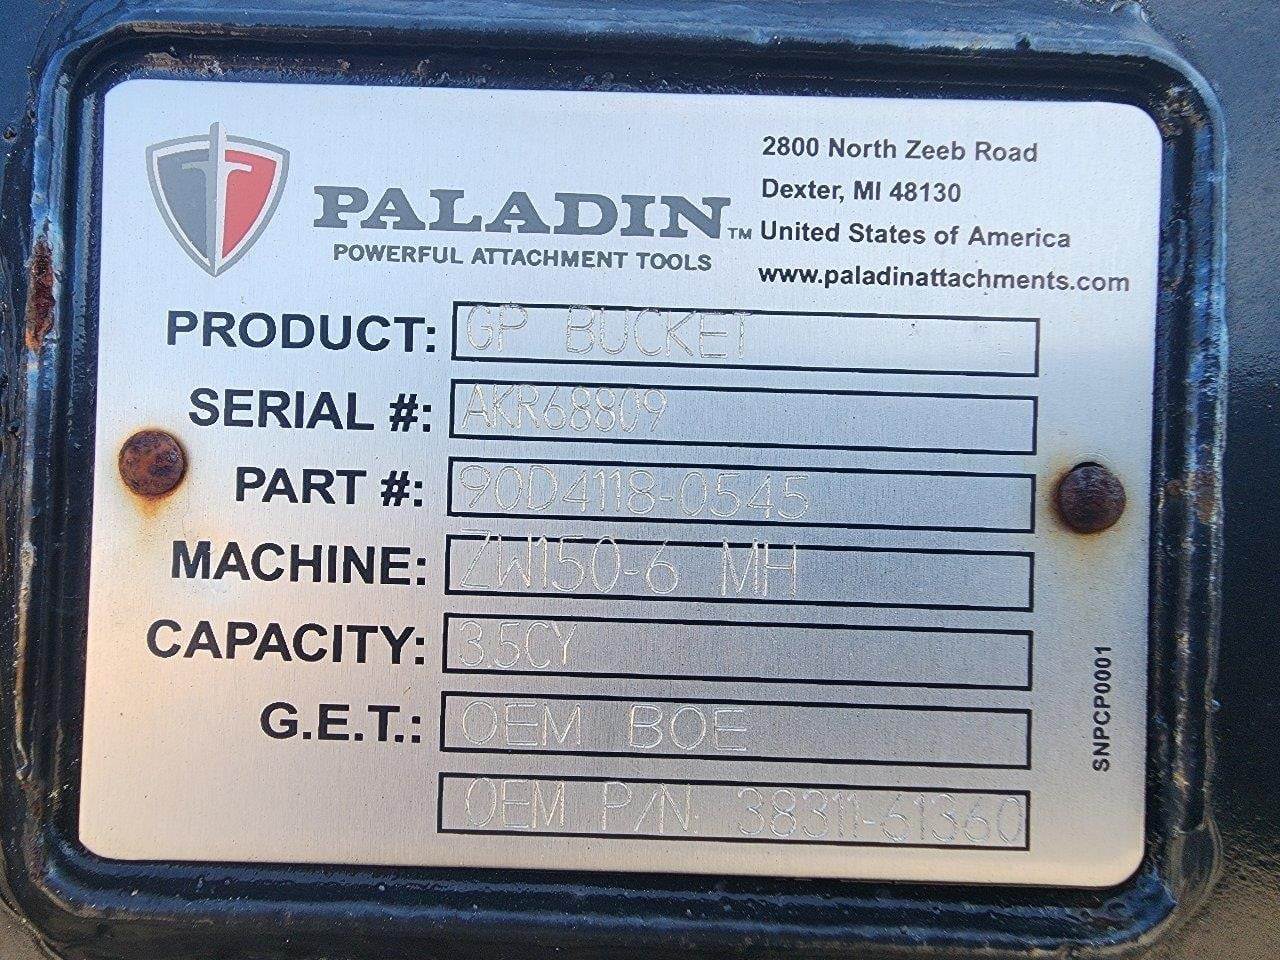 PALADIN™
POWERFUL ATTACHMENT TOOLS
2800 North Zeeb Road
Dexter, MI 48130
United States of America
www.paladinattachments.com
PRODUCT: GP BUCKET
SERIAL #: AKR68809
PART #: 90D4118-0545
MACHINE: ZW150-6 MH
CAPACITY: 3.5CY
G.E.T.: OEM BOE
OEM P/N: 38311-61360
SNPCP0001